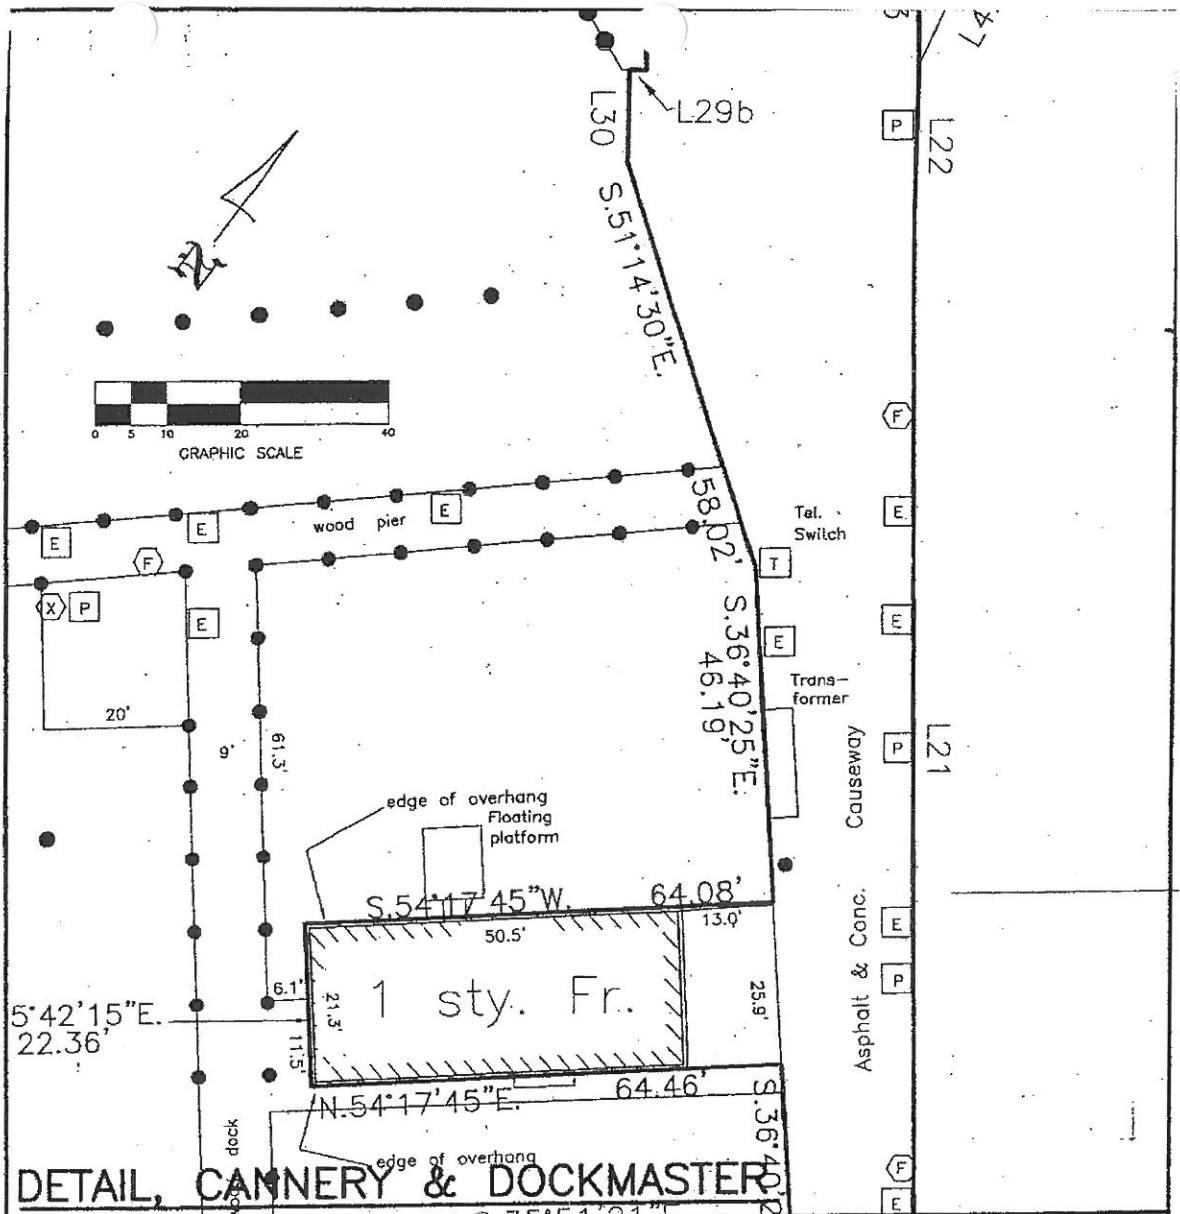 L29b
L30
L22
S.51°14'30"E.
58.02'
N
0 5 10 20 40
GRAPHIC SCALE
P
F
E
E
E
E
wood pier
F
X
P
E
Tel.
Switch
T
E
E
Trans-
former
S.36°40'25"E.
46.19'
P
L21
Causeway
20'
9'
61.3'
edge of overhang
Floating
platform
S.54°17'45"W. 64.08'
13.0'
50.5'
Asphalt & Conc.
E
P
6.1'
21.3'
1 sty. Fr.
25.9'
5°42'15"E.
22.36'
11.5'
N.54°17'45"E.
64.46'
dock
edge of overhang
F
E
DETAIL, CANNERY & DOCKMASTER